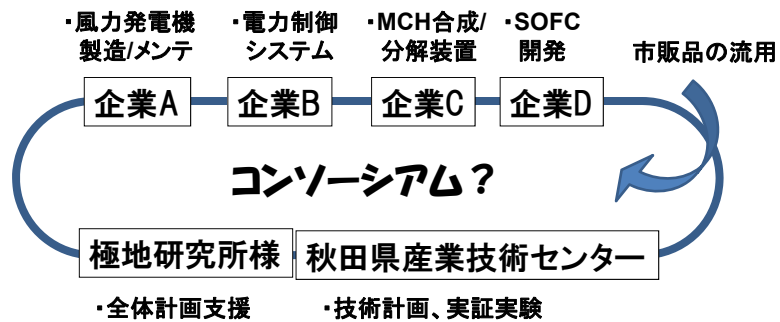 ・風力発電機
製造/メンテ
・電力制御
システム
・MCH合成/
分解装置
・SOFC
開発
市販品の流用
企業A
企業B
企業C
企業D
コンソーシアム？
極地研究所様
秋田県産業技術センター
・全体計画支援
・技術計画、実証実験